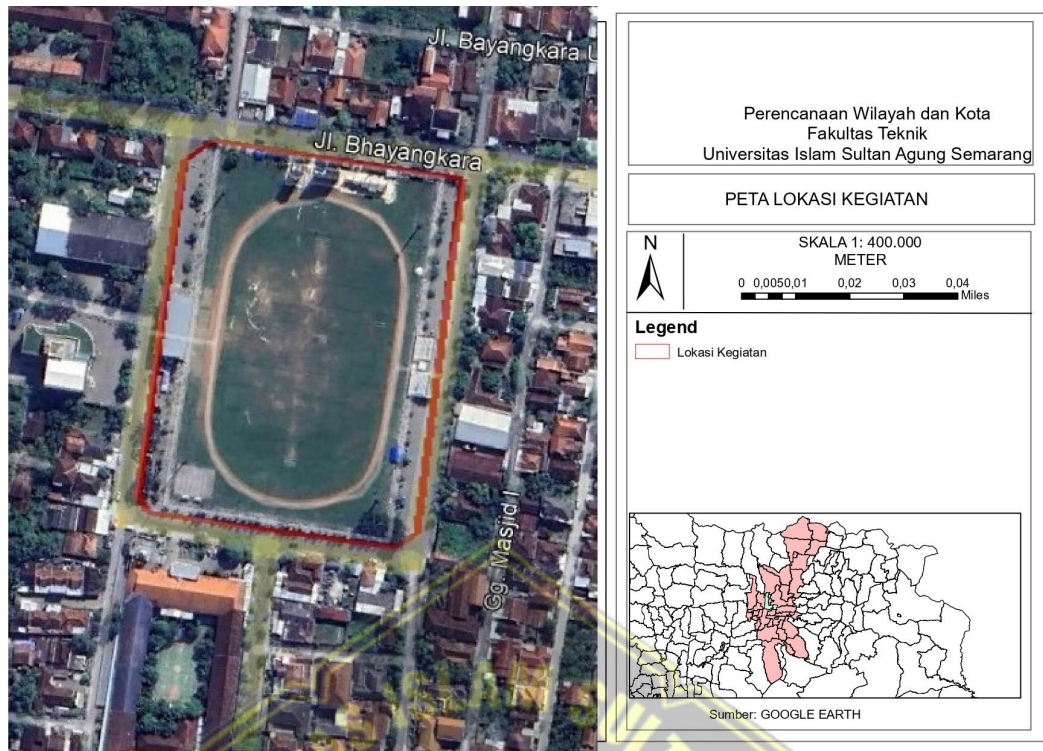 Jl. Bayangkara U
Jl. Bhayangkara
Gg. Masjid I
ISLAM SULT
Perencanaan Wilayah dan Kota
Fakultas Teknik
Universitas Islam Sultan Agung Semarang
PETA LOKASI KEGIATAN
N
SKALA 1: 400.000
METER
0 0,0050,01 0,02 0,03 0,04
Miles
Legend
Lokasi Kegiatan
Sumber: GOOGLE EARTH